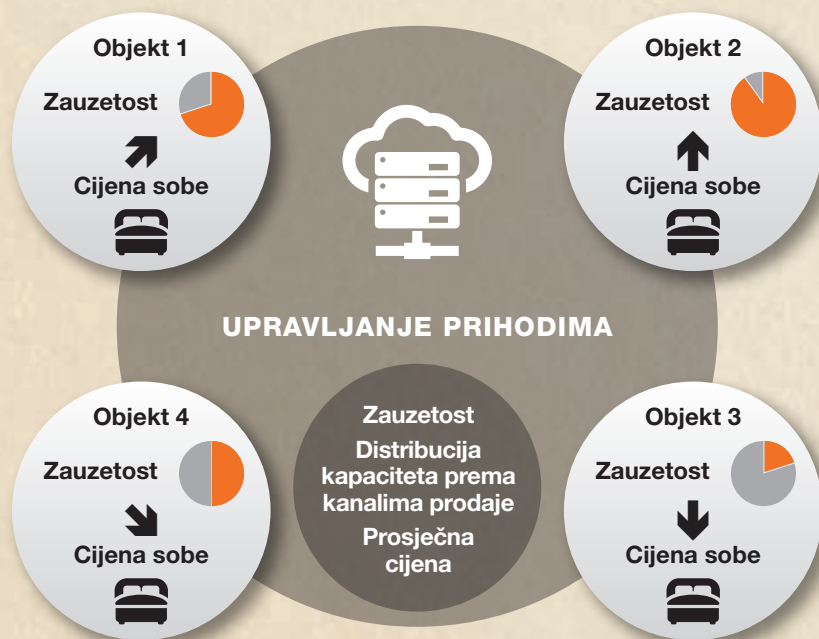 Objekt 1
Zauzetost
Cijena sobe
Objekt 2
Zauzetost
Cijena sobe
UPRAVLJANJE PRIHODIMA
Objekt 4
Zauzetost
Cijena sobe
Zauzetost
Distribucija
kapaciteta prema
kanalima prodaje
Prosječna
cijena
Objekt 3
Zauzetost
Cijena sobe